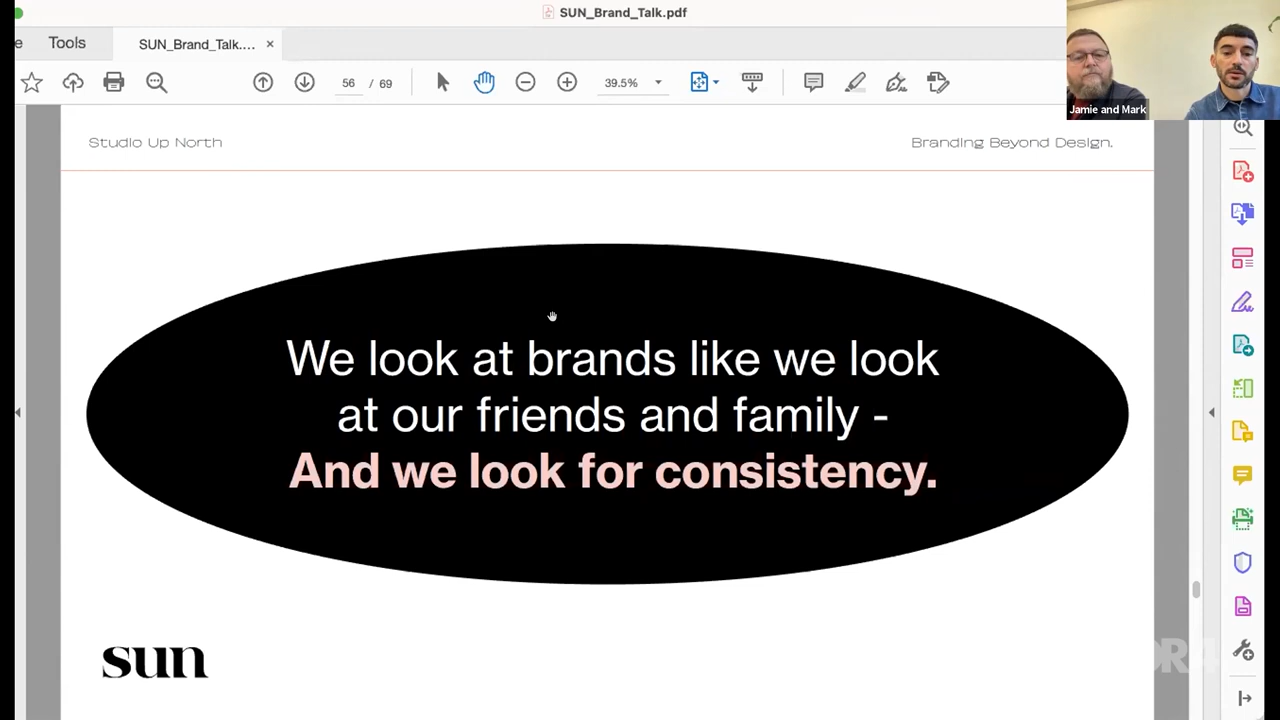 SUN_Brand_Talk.pdf
e
Tools
SUN_Brand_Talk....
56 / 69
39.5%
Jamie and Mark
Studio Up North
Branding Beyond Design.
We look at brands like we look
at our friends and family -
And we look for consistency.
sun